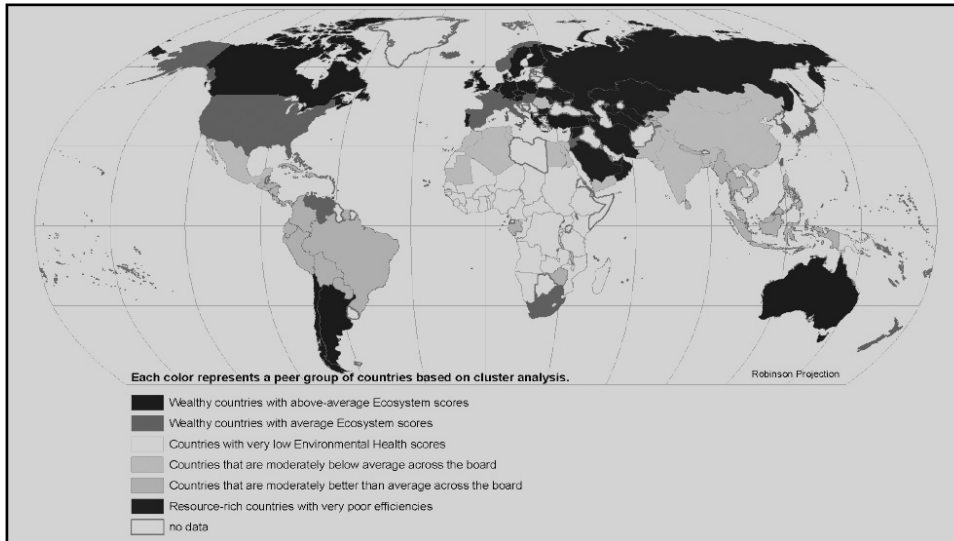 Each color represents a peer group of countries based on cluster analysis.
Robinson Projection
Wealthy countries with above-average Ecosystem scores
Wealthy countries with average Ecosystem scores
Countries with very low Environmental Health scores
Countries that are moderately below average across the board
Countries that are moderately better than average across the board
Resource-rich countries with very poor efficiencies
no data